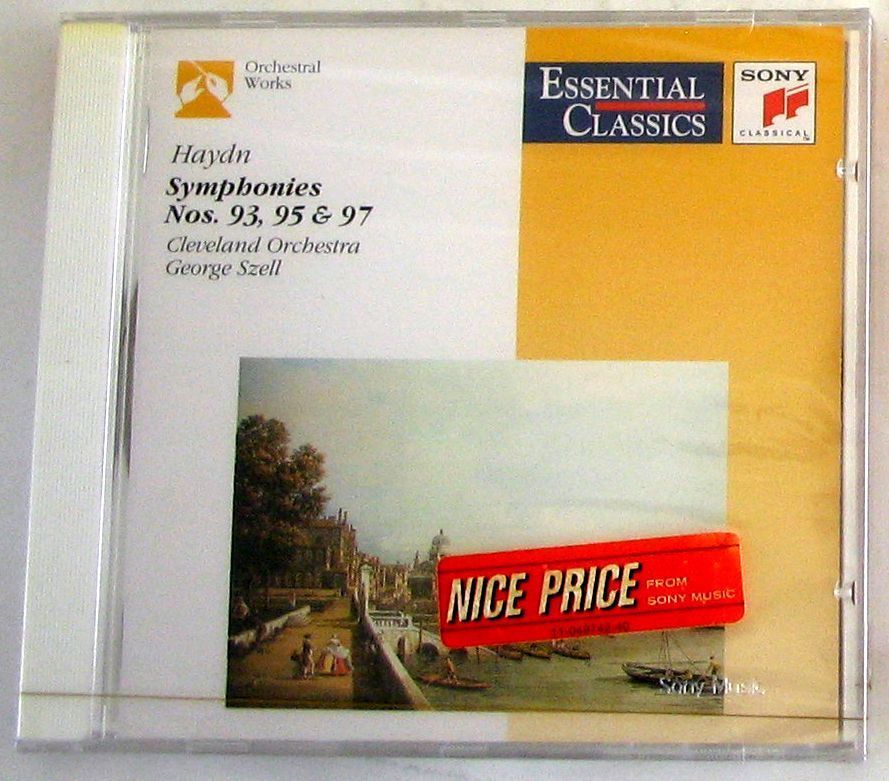 Orchestral
Works
ESSENTIAL
CLASSICS
SONY
CLASSICAL
Haydn
Symphonies
Nos. 93, 95 & 97
Cleveland Orchestra
George Szell
NICE PRICE
FROM
SONY MUSIC
Sony Music